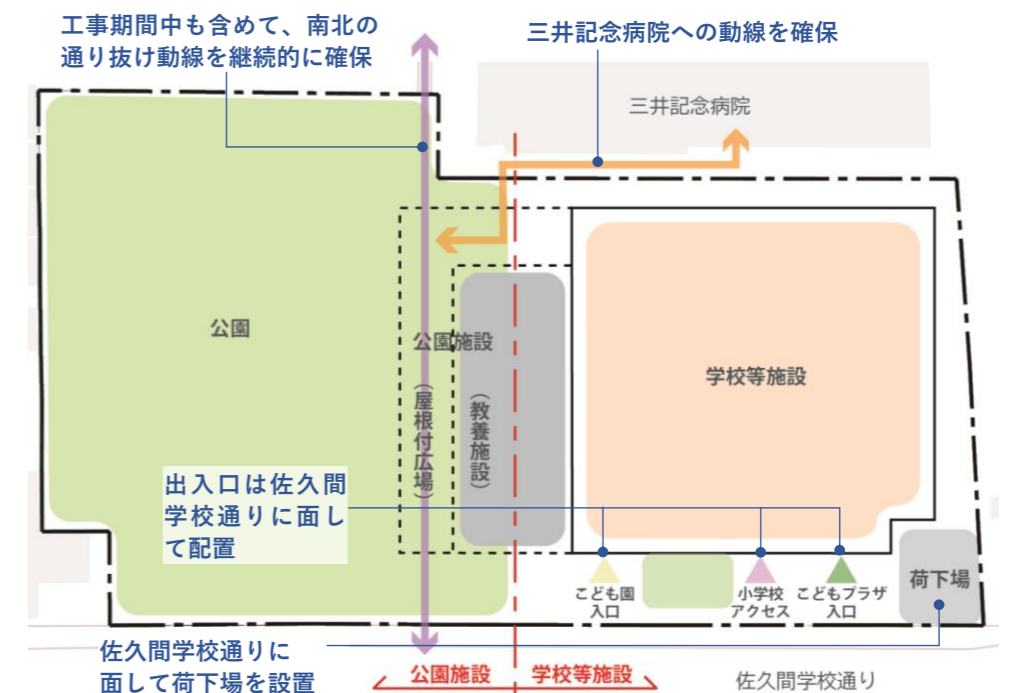 工事期間中も含めて、南北の
通り抜け動線を継続的に確保
三井記念病院への動線を確保
三井記念病院
公園
公園施設
（屋根付広場）
（教養施設）
学校等施設
出入口は佐久間
学校通りに面し
て配置
こども園
入口
小学校
アクセス
こどもプラザ
入口
荷下場
佐久間学校通りに
面して荷下場を設置
公園施設
学校等施設
佐久間学校通り